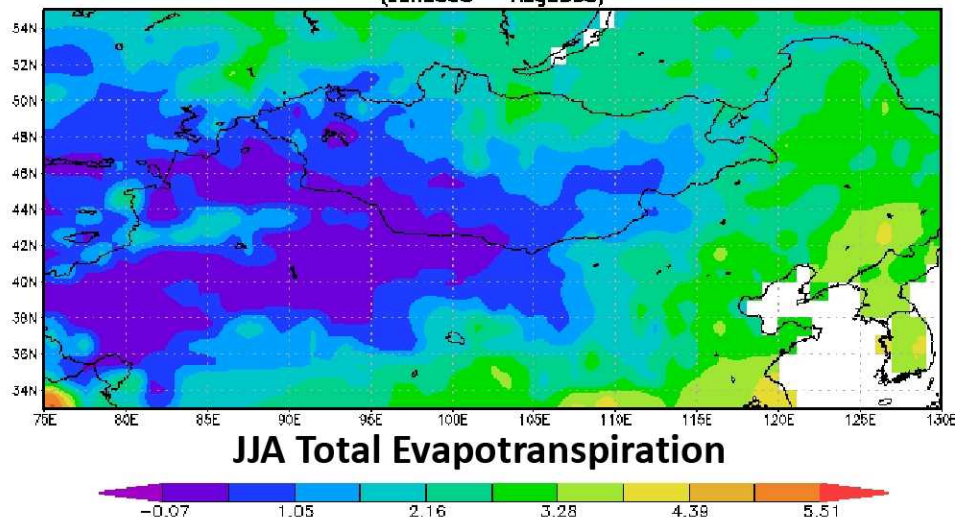 54N
52N
50N
48N
46N
44N
42N
40N
38N
36N
34N
75E 80E 85E 90E 95E 100E 105E 110E 115E 120E 125E 130E
JJA Total Evapotranspiration
-0.07 1.05 2.16 3.28 4.39 5.51